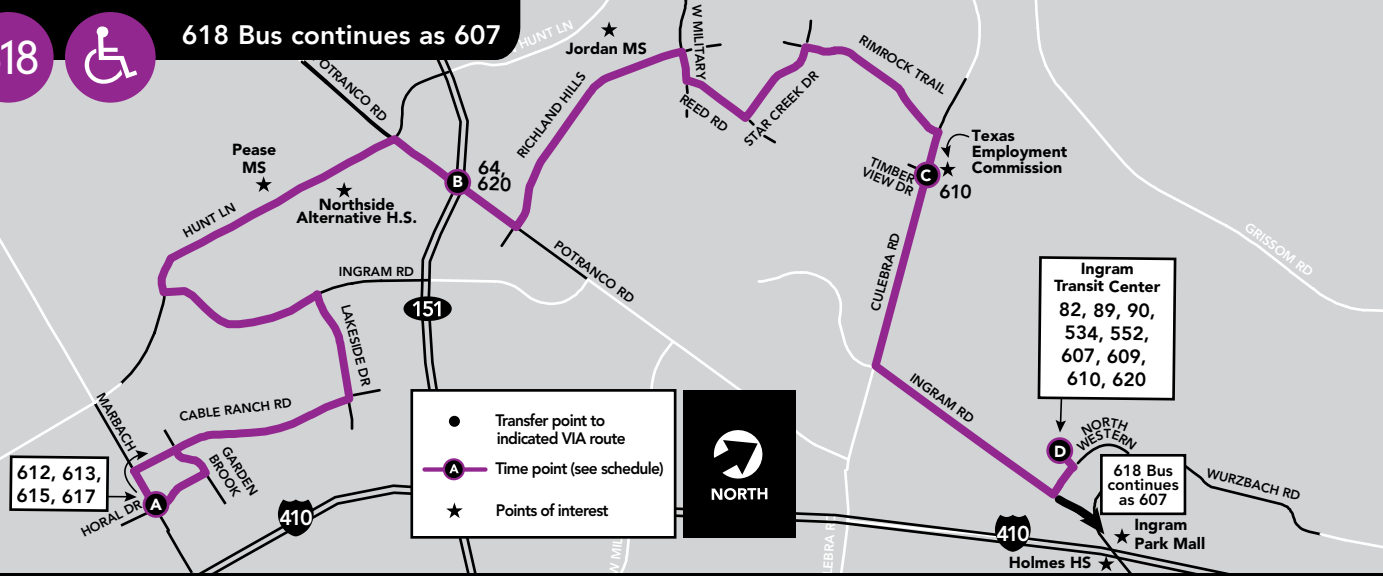 18
618 Bus continues as 607
HUNT LN
Jordan MS
W MILITARY
RIMROCK TRAIL
OTRANCO RD
RICHLAND HILLS
REED RD
STAR CREEK DR
Texas
Employment
Commission
Pease
MS
B
64,
620
TIMBER
VIEW DR
C
610
Northside
Alternative H.S.
HUNT LN
POTRANCO RD
GRISSOM RD
CULEBRA RD
INGRAM RD
151
LAKESIDE DR
Ingram
Transit Center
82, 89, 90,
534, 552,
607, 609,
610, 620
INGRAM RD
MARBACH
CABLE RANCH RD
GARDEN
BROOK
Transfer point to
indicated VIA route
A
Time point (see schedule)
Points of interest
NORTH
NORTH
WESTERN
D
612, 613,
615, 617
A
HORAL DR
618 Bus
continues
as 607
WURZBACH RD
410
410
Ingram
Park Mall
Holmes HS
W MIL
LEBRA R